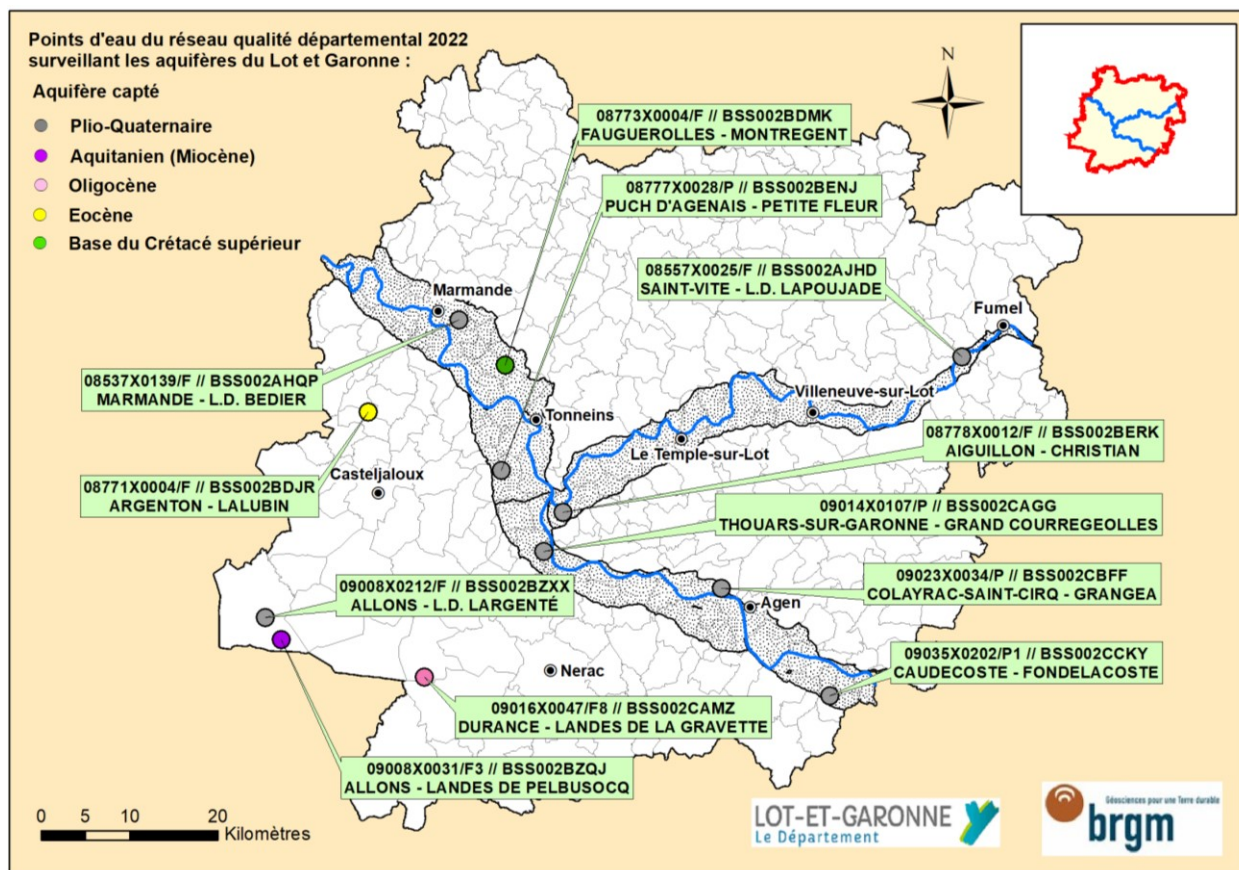 Points d'eau du réseau qualité départemental 2022
surveillant les aquifères du Lot et Garonne :
Aquifère capté
Plio-Quaternaire
Aquitanien (Miocène)
Oligocène
Eocène
Base du Crétacé supérieur
N
08773X0004/F // BSS002BDMK
FAUGUEROLLES - MONTREGENT
08777X0028/P // BSS002BENJ
PUCH D'AGENAIS - PETITE FLEUR
08557X0025/F // BSS002AJHD
SAINT-VITE - L.D. LAPOUJADE
Marmande
Fumel
08537X0139/F // BSS002AHQP
MARMANDE - L.D. BEDIER
Tonneins
Villeneuve-sur-Lot
Le Temple-sur-Lot
08778X0012/F // BSS002BERK
AIGUILLON - CHRISTIAN
Casteljaloux
08771X0004/F // BSS002BDJR
ARGENTON - LALUBIN
09014X0107/P // BSS002CAGG
THOUARS-SUR-GARONNE - GRAND COURREGEOLLES
09008X0212/F // BSS002BZXX
ALLONS - L.D. LARGENTÉ
09023X0034/P // BSS002CBFF
COLAYRAC-SAINT-CIRQ - GRANGEA
Agen
Nerac
09035X0202/P1 // BSS002CCKY
CAUDECOSTE - FONDELACOSTE
09016X0047/F8 // BSS002CAMZ
DURANCE - LANDES DE LA GRAVETTE
09008X0031/F3 // BSS002BZQJ
ALLONS - LANDES DE PELBUSOCQ
0 5 10 20
Kilomètres
LOT-ET-GARONNE
Le Département
Géosciences pour une Terre durable
brgm